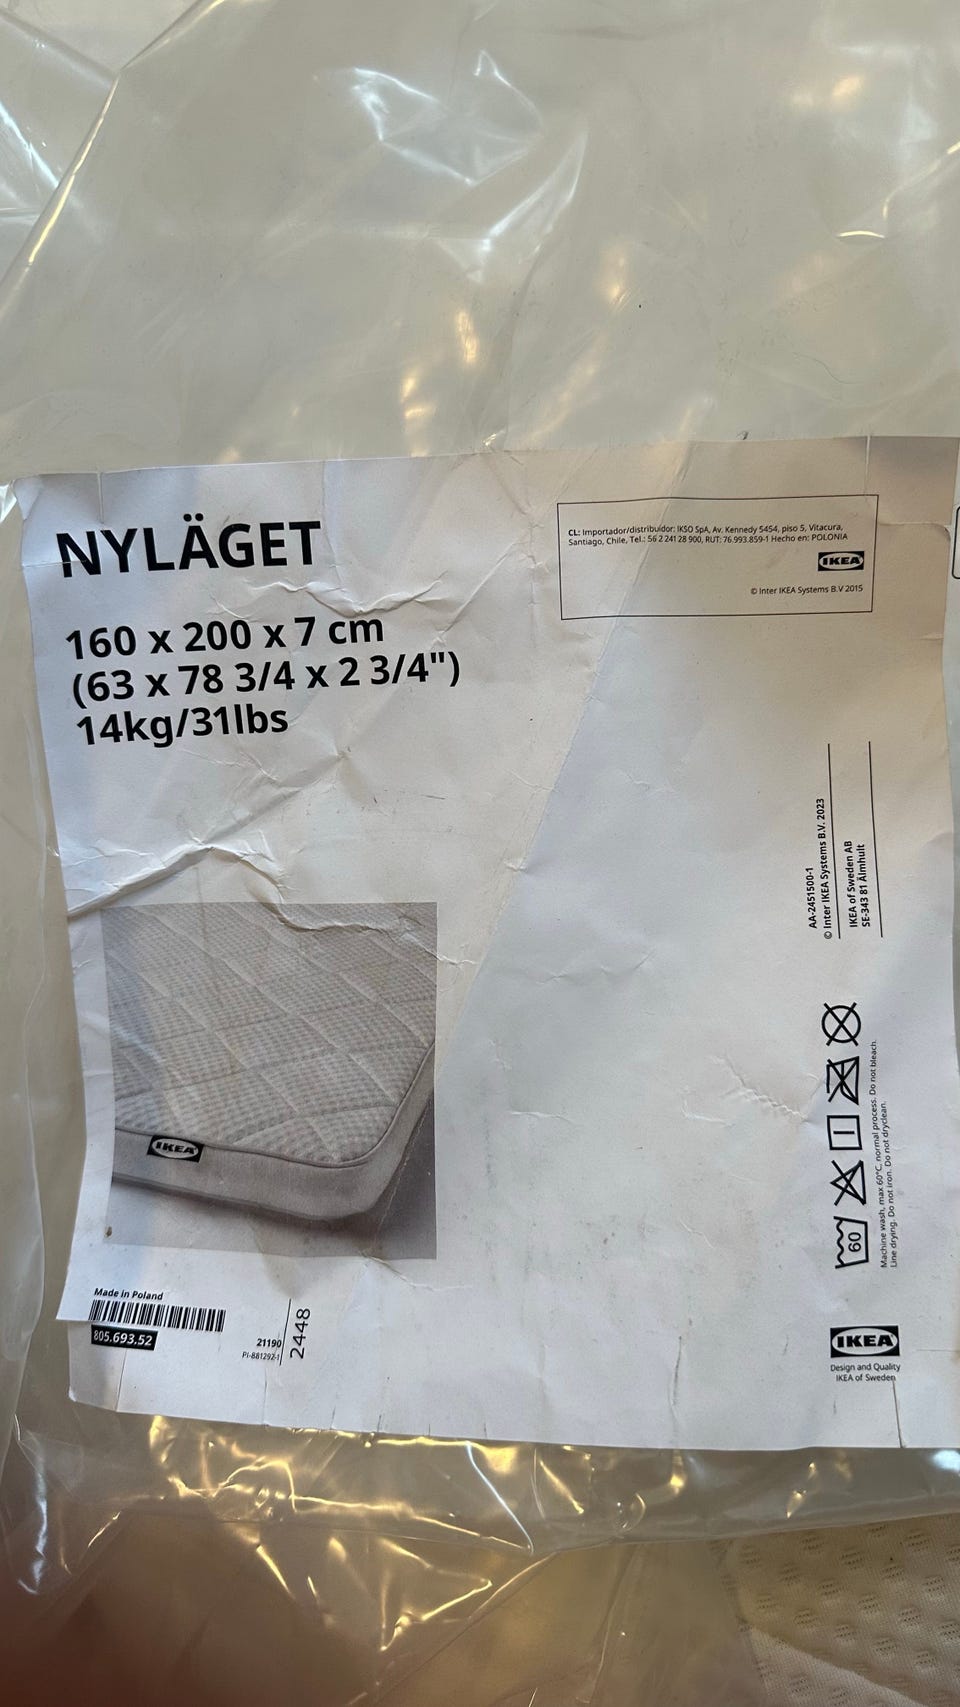 NYLÄGET
160 x 200 x 7 cm
(63 x 78 3/4 x 2 3/4")
14kg/31lbs
CL: Importador/distribuidor: IKSO SpA, Av. Kennedy 5454, piso 5, Vitacura,
Santiago, Chile, Tel.: 56 2 241 28 900, RUT: 76.993.859-1 Hecho en: POLONIA
IKEA
© Inter IKEA Systems B.V 2015
AA-2451500-1
© Inter IKEA Systems B.V. 2023
IKEA of Sweden AB
SE-343 81 Älmhult
60
Machine wash, max 60°C, normal process. Do not bleach.
Line drying. Do not iron. Do not dryclean.
IKEA
Made in Poland
805.693.52
21190
PI-881292-1
2448
IKEA
Design and Quality
IKEA of Sweden